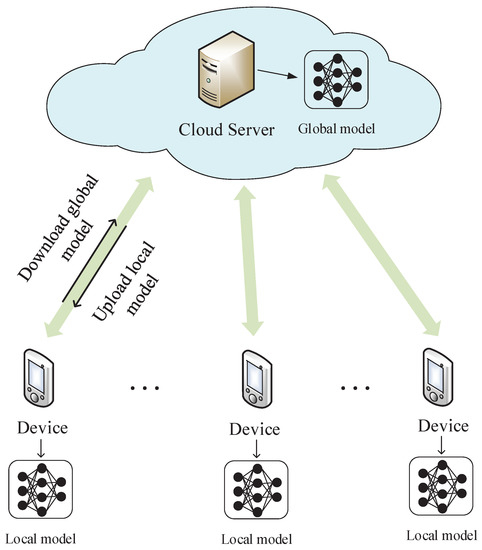 Cloud Server
Global model
Download global
model
Upload local
model
...
...
Device
Device
Device
Local model
Local model
Local model